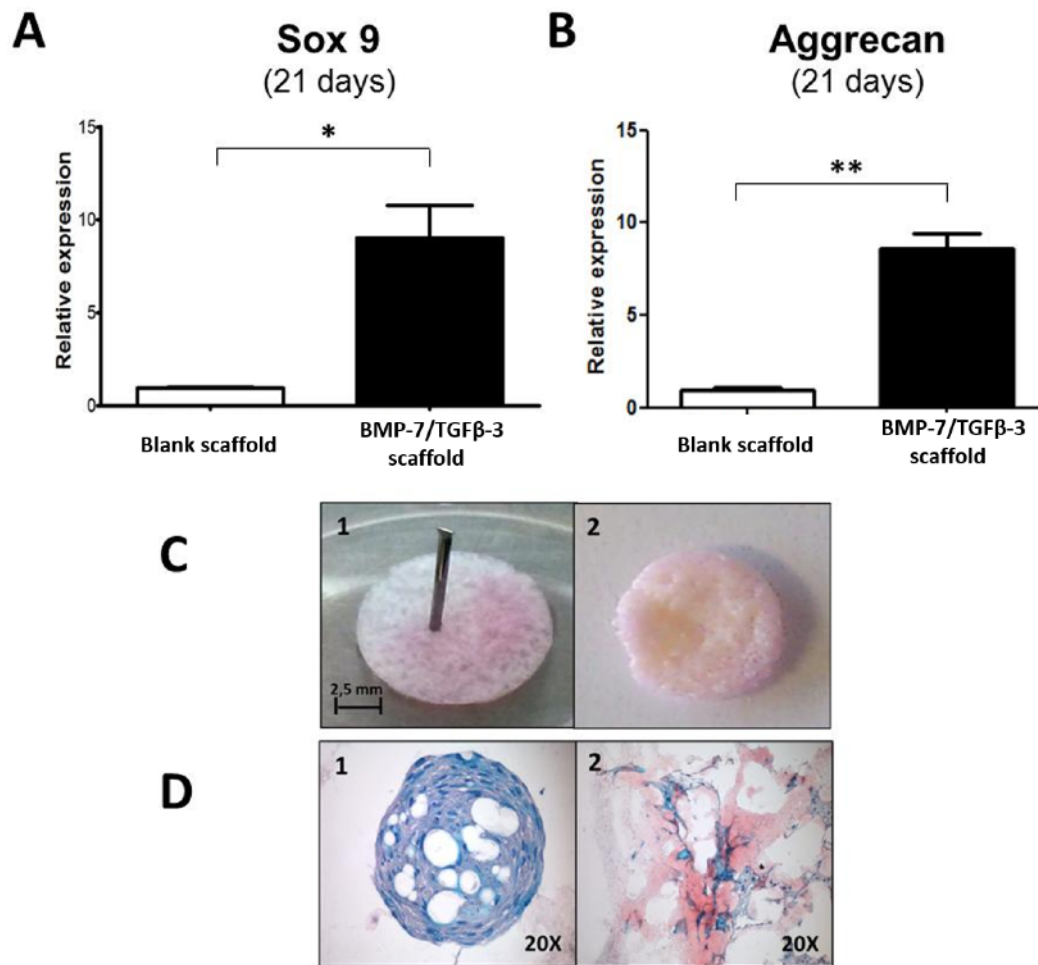 A
Sox 9
(21 days)
*
15
10
5
0
Relative expression
Blank scaffold
BMP-7/TGFβ-3
scaffold
B
Aggrecan
(21 days)
**
15
10
5
0
Relative expression
Blank scaffold
BMP-7/TGFβ-3
scaffold
C
1
2,5 mm
2
D
1
20X
2
20X